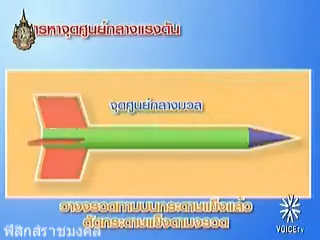 การหาจุดศูนย์กลางแรงดัน
จุดศูนย์กลางมวล
วางจรวดทาบบนกระดาษแข็งแล้ว
ตัดกระดาษแข็งตามจรวด
ฟิสิกส์ราชมงคล
VOICETV